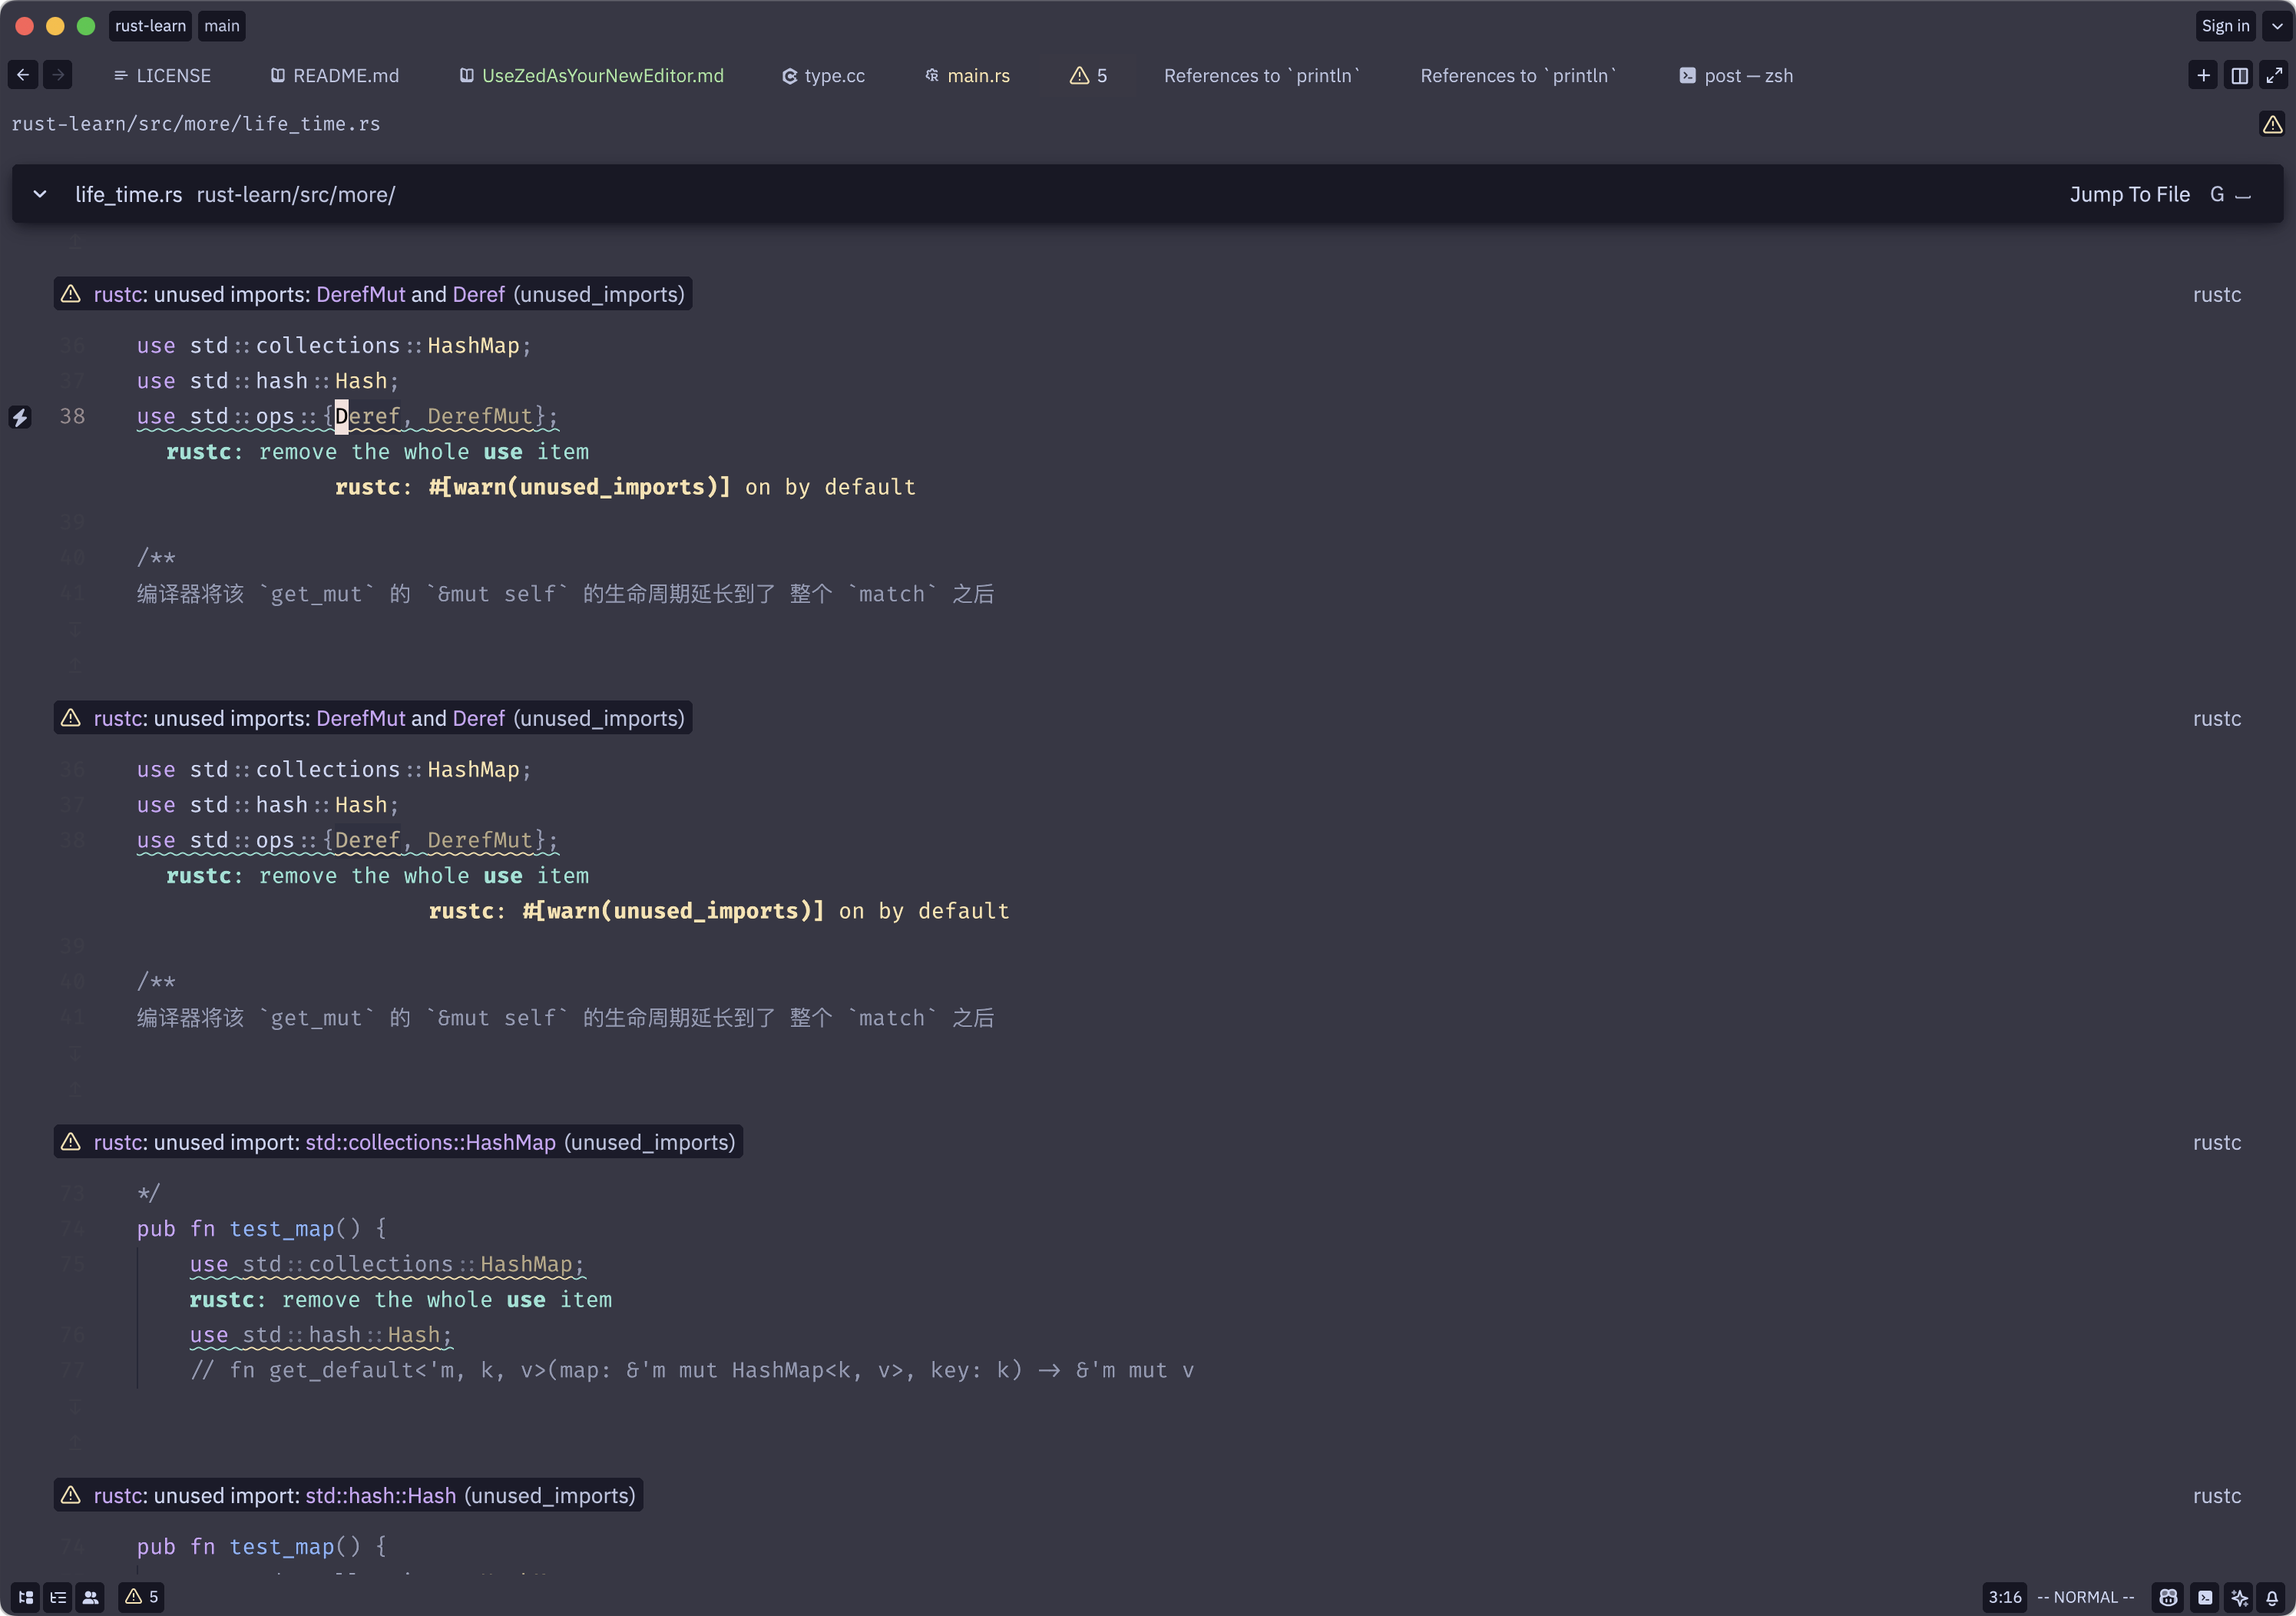 rust-learn main Sign in
LICENSE README.md UseZedAsYourNewEditor.md type.cc main.rs 5 References to `println` References to `println` post — zsh
rust-learn/src/more/life_time.rs
life_time.rs rust-learn/src/more/ Jump To File G ⎵
rustc: unused imports: DerefMut and Deref (unused_imports) rustc
36 use std::collections::HashMap;
37 use std::hash::Hash;
38 use std::ops::{Deref, DerefMut};
rustc: remove the whole use item
rustc: #[warn(unused_imports)] on by default
39
40 /**
41 编译器将该 `get_mut` 的 `&mut self` 的生命周期延长到了 整个 `match` 之后
rustc: unused imports: DerefMut and Deref (unused_imports) rustc
36 use std::collections::HashMap;
37 use std::hash::Hash;
38 use std::ops::{Deref, DerefMut};
rustc: remove the whole use item
rustc: #[warn(unused_imports)] on by default
39
40 /**
41 编译器将该 `get_mut` 的 `&mut self` 的生命周期延长到了 整个 `match` 之后
rustc: unused import: std::collections::HashMap (unused_imports) rustc
73 */
74 pub fn test_map() {
75 use std::collections::HashMap;
rustc: remove the whole use item
76 use std::hash::Hash;
77 // fn get_default<'m, k, v>(map: &'m mut HashMap<k, v>, key: k) -> &'m mut v
rustc: unused import: std::hash::Hash (unused_imports) rustc
74 pub fn test_map() {
5 3:16 -- NORMAL --